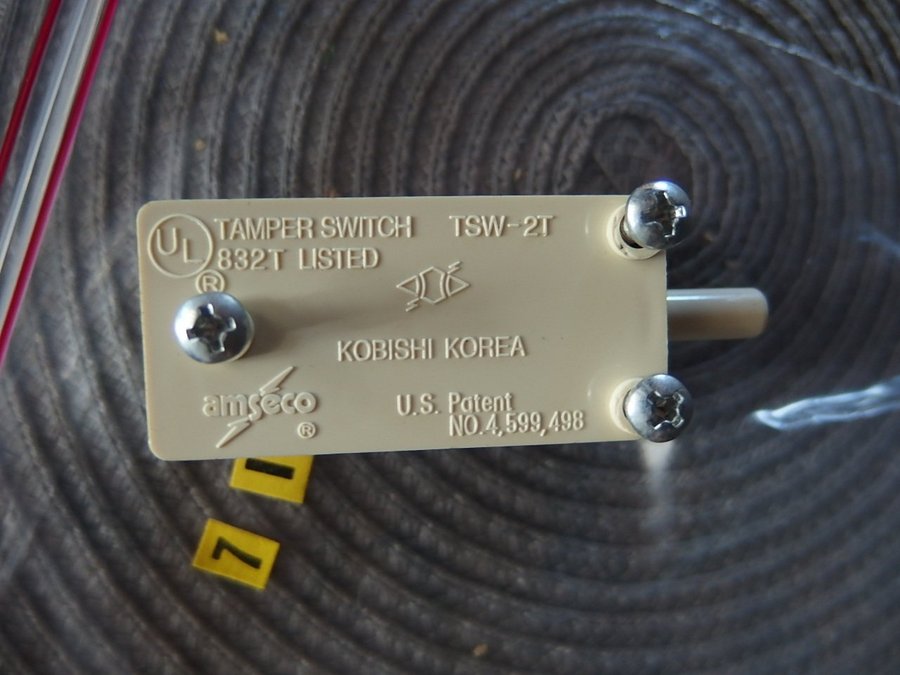 UL TAMPER SWITCH TSW-2T
832T LISTED
®
KOBISHI KOREA
amseco ®
U.S. Patent
NO.4,599,498
7